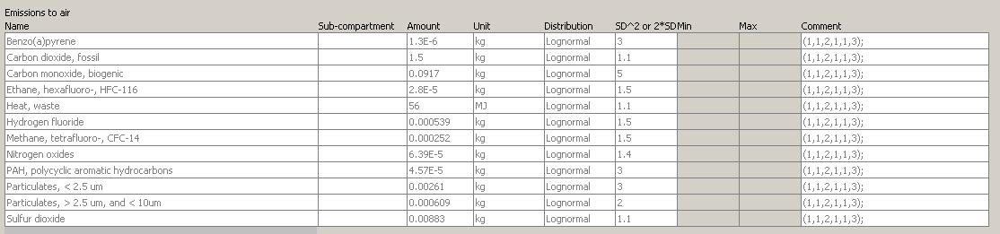 Emissions to air
Name Sub-compartment Amount Unit Distribution SD^2 or 2*SD Min Max Comment
Benzo(a)pyrene 1.3E-6 kg Lognormal 3 (1,1,2,1,1,3);
Carbon dioxide, fossil 1.5 kg Lognormal 1.1 (1,1,2,1,1,3);
Carbon monoxide, biogenic 0.0917 kg Lognormal 5 (1,1,2,1,1,3);
Ethane, hexafluoro-, HFC-116 2.8E-5 kg Lognormal 1.5 (1,1,2,1,1,3);
Heat, waste 56 MJ Lognormal 1.1 (1,1,2,1,1,3);
Hydrogen fluoride 0.000539 kg Lognormal 1.5 (1,1,2,1,1,3);
Methane, tetrafluoro-, CFC-14 0.000252 kg Lognormal 1.5 (1,1,2,1,1,3);
Nitrogen oxides 6.39E-5 kg Lognormal 1.4 (1,1,2,1,1,3);
PAH, polycyclic aromatic hydrocarbons 4.57E-5 kg Lognormal 3 (1,1,2,1,1,3);
Particulates, < 2.5 um 0.00261 kg Lognormal 3 (1,1,2,1,1,3);
Particulates, > 2.5 um, and < 10um 0.000609 kg Lognormal 2 (1,1,2,1,1,3);
Sulfur dioxide 0.00883 kg Lognormal 1.1 (1,1,2,1,1,3);